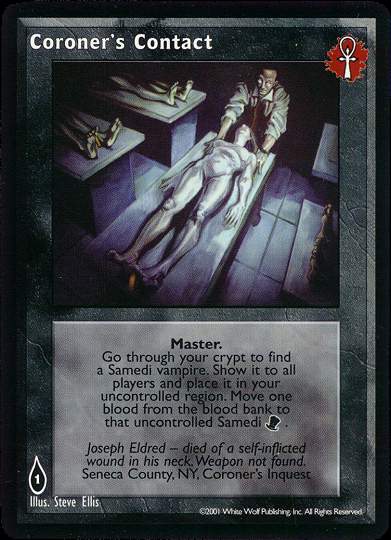 Coroner's Contact
Master.
Go through your crypt to find
a Samedi vampire. Show it to all
players and place it in your
uncontrolled region. Move one
blood from the blood bank to
that uncontrolled Samedi .
Joseph Eldred – died of a self-inflicted
wound in his neck. Weapon not found.
Seneca County, NY, Coroner's Inquest
1
Illus. Steve Ellis
©2001 White Wolf Publishing, Inc. All Rights Reserved.